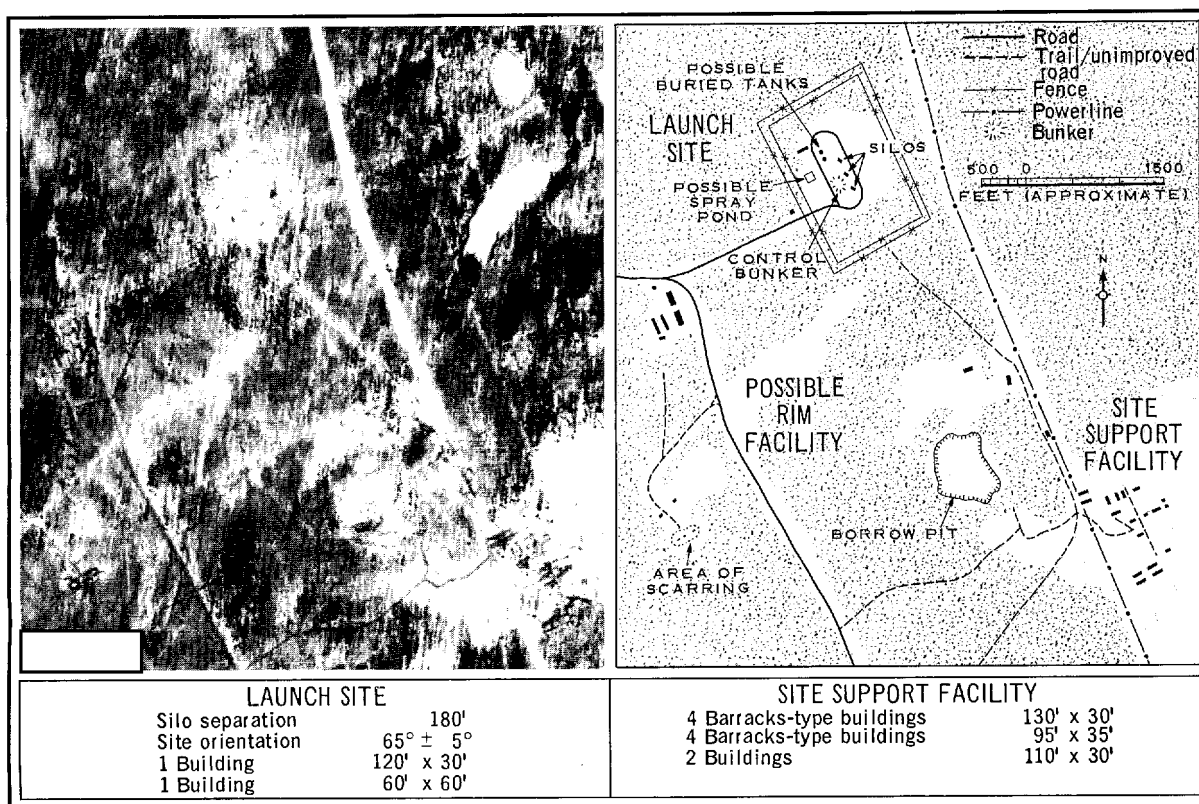 Road
Trail/unimproved
road
Fence
Powerline
Bunker
500 0 1500
FEET (APPROXIMATE)
POSSIBLE
BURIED TANKS
LAUNCH
SITE
SILOS
POSSIBLE
SPRAY
POND
CONTROL
BUNKER
N
POSSIBLE
RIM
FACILITY
SITE
SUPPORT
FACILITY
BORROW PIT
AREA OF
SCARRING
LAUNCH SITE
Silo separation 180'
Site orientation 65° ± 5°
1 Building 120' x 30'
1 Building 60' x 60'
SITE SUPPORT FACILITY
4 Barracks-type buildings 130' x 30'
4 Barracks-type buildings 95' x 35'
2 Buildings 110' x 30'